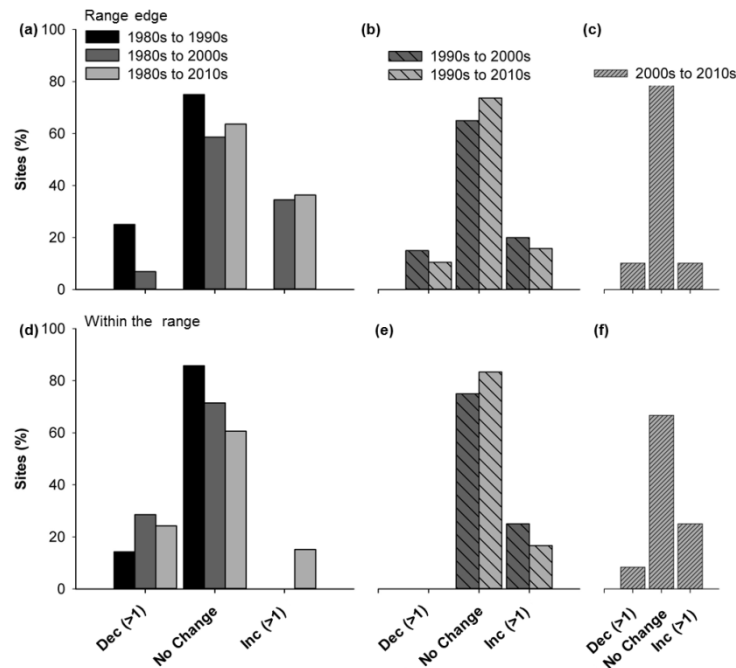 Range edge
(a)
1980s to 1990s
1980s to 2000s
1980s to 2010s
(b)
1990s to 2000s
1990s to 2010s
(c)
2000s to 2010s
Sites (%)
100
80
60
40
20
0
Within the range
(d)
(e)
(f)
Sites (%)
100
80
60
40
20
0
Dec (>1)
No Change
Inc (>1)
Dec (>1)
No Change
Inc (>1)
Dec (>1)
No Change
Inc (>1)